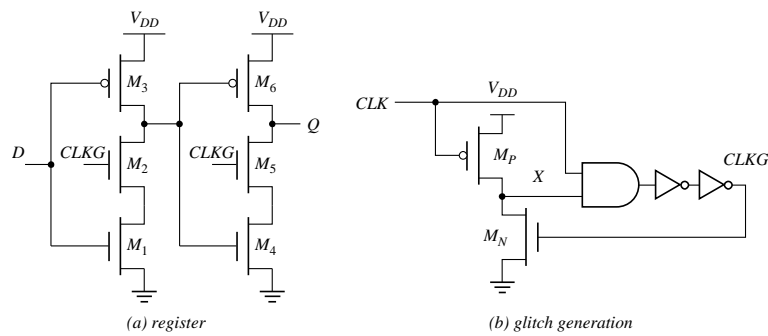 V_DD
V_DD
M_3
M_6
D
CLKG
M_2
CLKG
M_5
Q
M_1
M_4
(a) register
CLK
V_DD
M_P
X
CLKG
M_N
(b) glitch generation